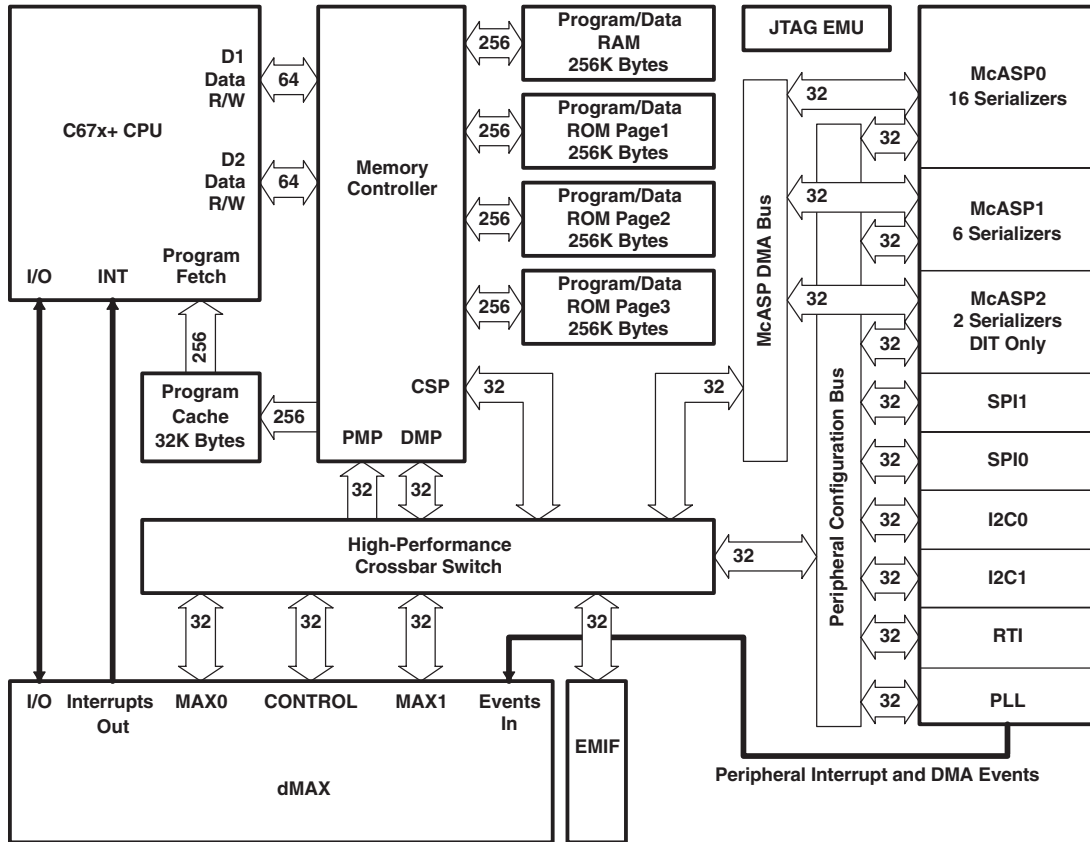 C67x+ CPU
D1
Data
R/W
D2
Data
R/W
I/O
INT
Program
Fetch
64
64
256
Program
Cache
32K Bytes
256
Memory
Controller
CSP
PMP
DMP
256
256
256
256
Program/Data
RAM
256K Bytes
Program/Data
ROM Page1
256K Bytes
Program/Data
ROM Page2
256K Bytes
Program/Data
ROM Page3
256K Bytes
32
32
32
32
High-Performance
Crossbar Switch
32
32
32
32
32
I/O
Interrupts
Out
MAX0
CONTROL
MAX1
Events
In
dMAX
EMIF
JTAG EMU
McASP DMA Bus
Peripheral Configuration Bus
32
32
32
32
32
32
32
32
32
32
32
32
McASP0
16 Serializers
McASP1
6 Serializers
McASP2
2 Serializers
DIT Only
SPI1
SPI0
I2C0
I2C1
RTI
PLL
Peripheral Interrupt and DMA Events